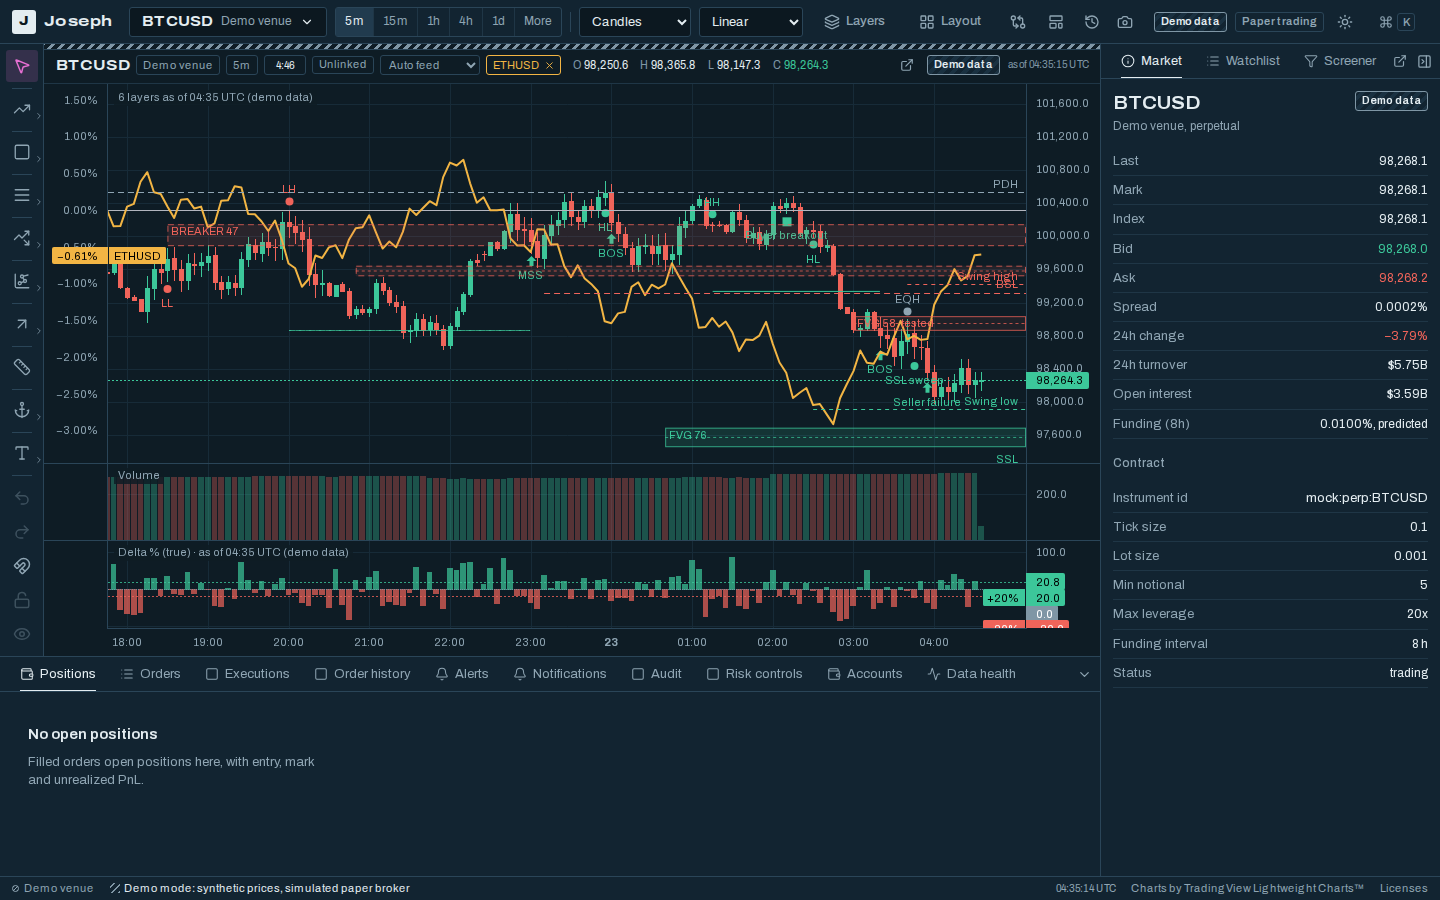 J Joseph BTCUSD Demo venue 5m 15m 1h 4h 1d More Candles Linear Layers Layout Demo data Paper trading ⌘ K
BTCUSD Demo venue 5m 4:46 Unlinked Auto feed ETHUSD × O 98,250.6 H 98,365.8 L 98,147.3 C 98,264.3 Demo data as of 04:35:15 UTC
6 layers as of 04:35 UTC (demo data)
1.50%
1.00%
0.50%
0.00%
−0.50%
−0.61% ETHUSD
−1.00%
−1.50%
−2.00%
−2.50%
−3.00%
101,600.0
101,200.0
100,800.0
100,400.0
100,000.0
99,600.0
99,200.0
98,800.0
98,400.0
98,264.3
98,000.0
97,600.0
PDH
LH
HH
BREAKER 47
HL
BOS
MSS
HL
LL
Swing high
BSL
EQH
BOS
SSL sweep
Seller failure Swing low
FVG 76
SSL
Volume
200.0
Delta % (true) · as of 04:35 UTC (demo data)
100.0
20.8
+20% 20.0
0.0
18:00 19:00 20:00 21:00 22:00 23:00 23 01:00 02:00 03:00 04:00
Positions Orders Executions Order history Alerts Notifications Audit Risk controls Accounts Data health
No open positions
Filled orders open positions here, with entry, mark
and unrealized PnL.
Market Watchlist Screener
BTCUSD Demo data
Demo venue, perpetual
Last 98,268.1
Mark 98,268.1
Index 98,268.1
Bid 98,268.0
Ask 98,268.2
Spread 0.0002%
24h change −3.79%
24h turnover $5.75B
Open interest $3.59B
Funding (8h) 0.0100%, predicted
Contract
Instrument id mock:perp:BTCUSD
Tick size 0.1
Lot size 0.001
Min notional 5
Max leverage 20x
Funding interval 8 h
Status trading
Demo venue Demo mode: synthetic prices, simulated paper broker 04:35:14 UTC Charts by TradingView Lightweight Charts™ Licenses